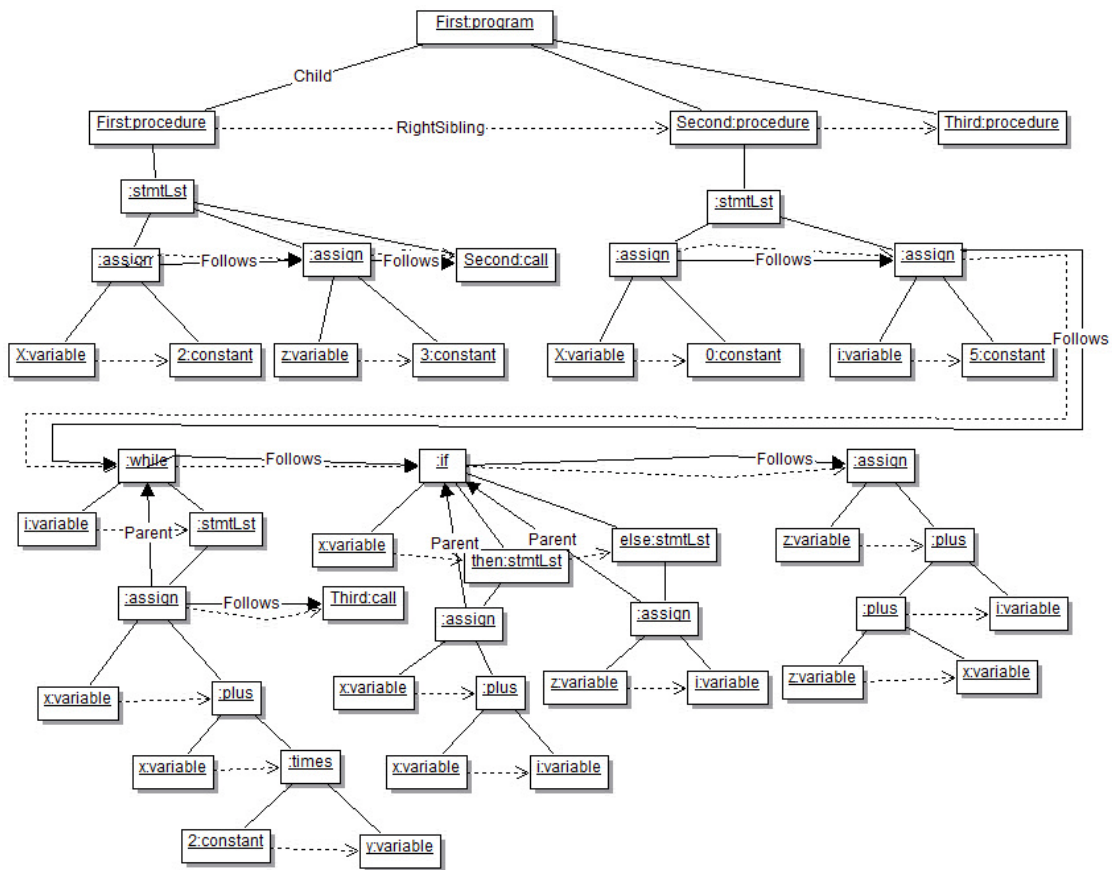 First:program
Child
First:procedure
RightSibling
Second:procedure
Third:procedure
:stmtLst
:stmtLst
:assign
Follows
:assign
Follows
Second:call
:assign
Follows
:assign
Follows
X:variable
2:constant
z:variable
3:constant
X:variable
0:constant
i:variable
5:constant
:while
Follows
:if
Follows
:assign
i:variable
Parent
:stmtLst
x:variable
Parent
then:stmtLst
Parent
else:stmtLst
z:variable
:plus
:assign
Follows
Third:call
:assign
:assign
:plus
i:variable
x:variable
:plus
x:variable
:plus
z:variable
i:variable
z:variable
x:variable
x:variable
:times
x:variable
i:variable
2:constant
y:variable